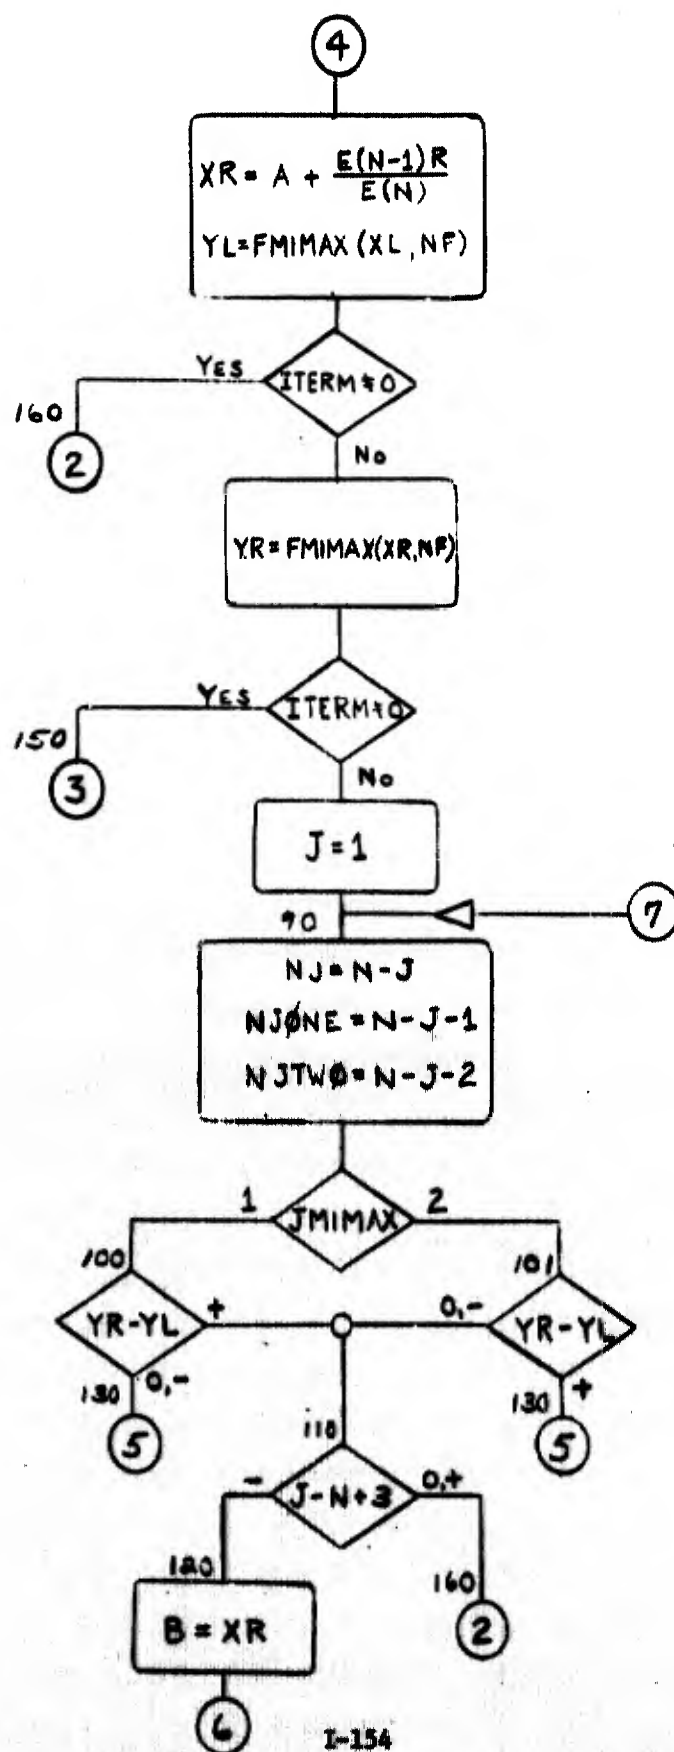 4
XR = A + E(N-1)R
E(N)
YL=FMIMAX (XL, NF)
YES
ITERM≠0
160
2
No
YR = FMIMAX(XR,NF)
YES
ITERM≠0
150
3
No
J = 1
90
7
NJ = N-J
NJØNE = N-J-1
NJTWØ = N-J-2
1
JMIMAX
2
100
101
YR-YL
+
0,-
YR-YL
0,-
+
130
130
5
5
110
-
J-N+3
0,+
120
160
B = XR
2
6
I-154